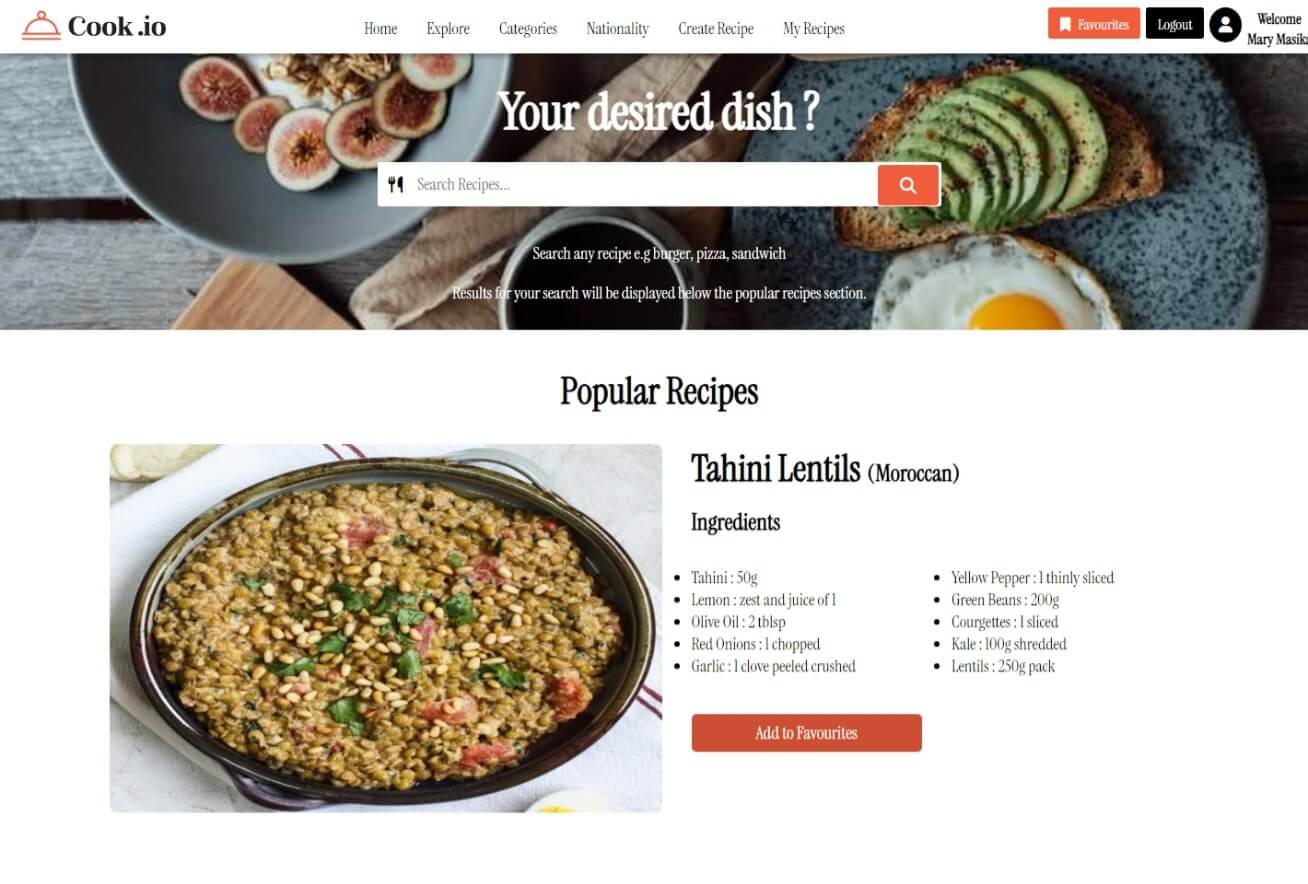 Cook .io
Home Explore Categories Nationality Create Recipe My Recipes
Favourites
Logout
Welcome
Mary Masika
Your desired dish ?
Search Recipes...
Search any recipe e.g burger, pizza, sandwich
Results for your search will be displayed below the popular recipes section.
Popular Recipes
Tahini Lentils (Moroccan)
Ingredients
Tahini : 50g
Lemon : zest and juice of 1
Olive Oil : 2 tblsp
Red Onions : 1 chopped
Garlic : 1 clove peeled crushed
Yellow Pepper : 1 thinly sliced
Green Beans : 200g
Courgettes : 1 sliced
Kale : 100g shredded
Lentils : 250g pack
Add to Favourites